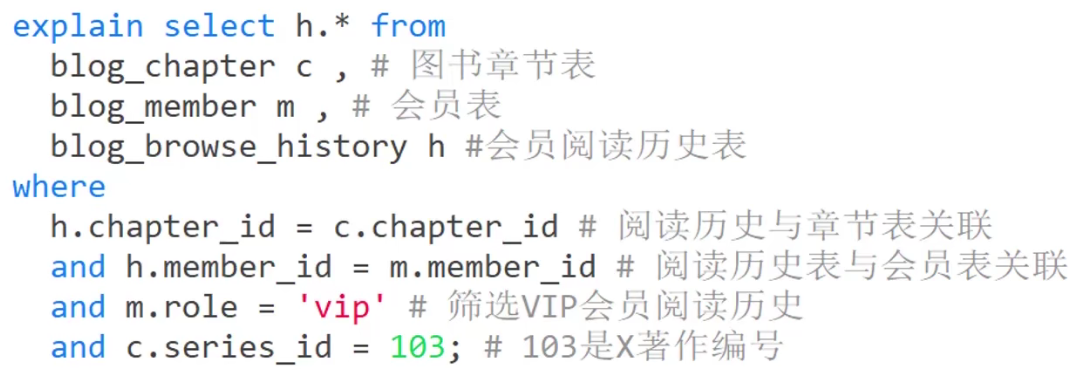 explain select h.* from
blog_chapter c , # 图书章节表
blog_member m , # 会员表
blog_browse_history h #会员阅读历史表
where
h.chapter_id = c.chapter_id # 阅读历史与章节表关联
and h.member_id = m.member_id # 阅读历史表与会员表关联
and m.role = 'vip' # 筛选VIP会员阅读历史
and c.series_id = 103; # 103是X著作编号